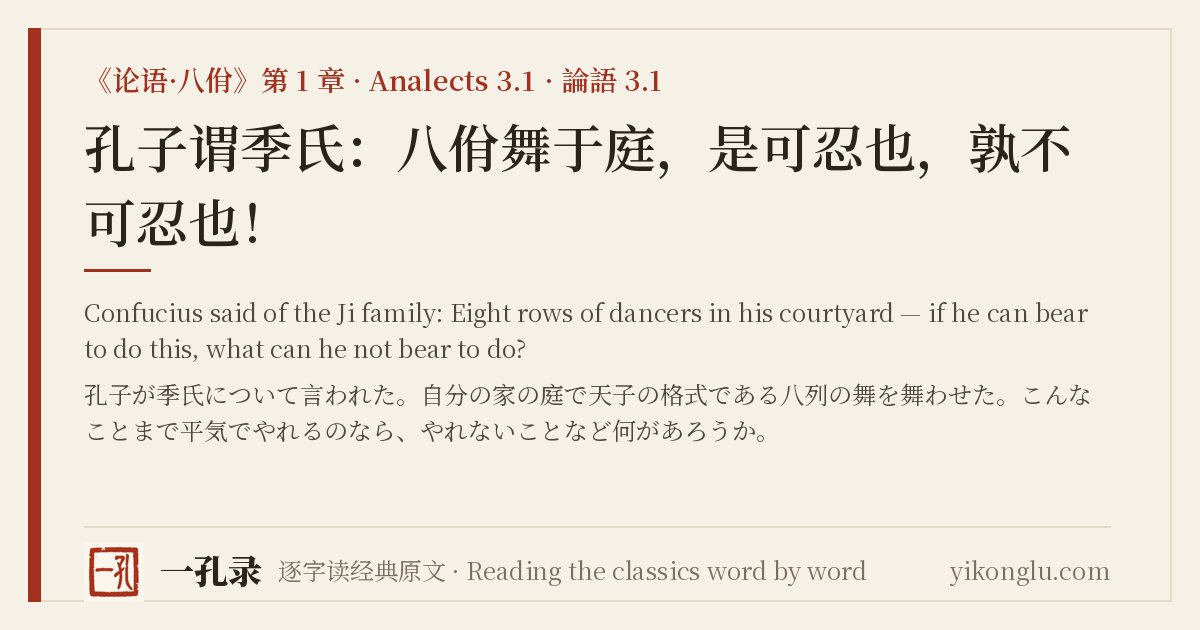 《论语·八佾》第 1 章 · Analects 3.1 · 論語 3.1
孔子谓季氏：八佾舞于庭，是可忍也，孰不
可忍也！
Confucius said of the Ji family: Eight rows of dancers in his courtyard — if he can bear
to do this, what can he not bear to do?
孔子が季氏について言われた。自分の家の庭で天子の格式である八列の舞を舞わせた。こんな
ことまで平気でやれるのなら、やれないことなど何があろうか。
一孔
一孔录 逐字读经典原文 · Reading the classics word by word yikonglu.com